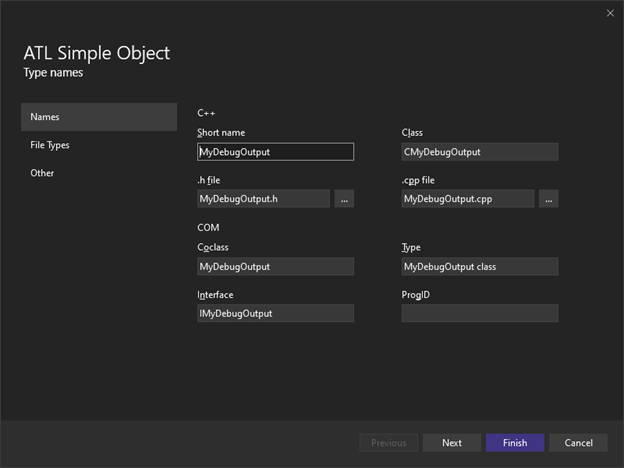 ATL Simple Object
Type names
Names
File Types
Other
C++
Short name
Class
MyDebugOutput
CMyDebugOutput
.h file
.cpp file
MyDebugOutput.h
...
MyDebugOutput.cpp
...
COM
Coclass
Type
MyDebugOutput
MyDebugOutput class
Interface
ProgID
IMyDebugOutput
Previous
Next
Finish
Cancel